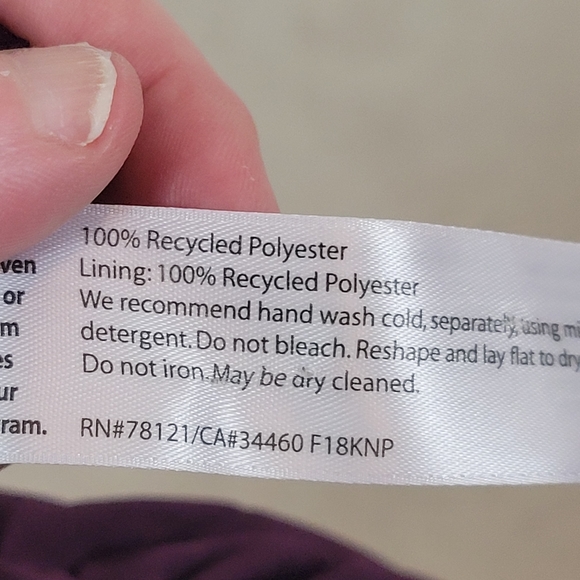 100% Recycled Polyester
Lining: 100% Recycled Polyester
We recommend hand wash cold, separately, using mi
detergent. Do not bleach. Reshape and lay flat to dry
Do not iron. May be dry cleaned.
RN#78121/CA#34460 F18KNP
ven
or
m
es
ur
ram.